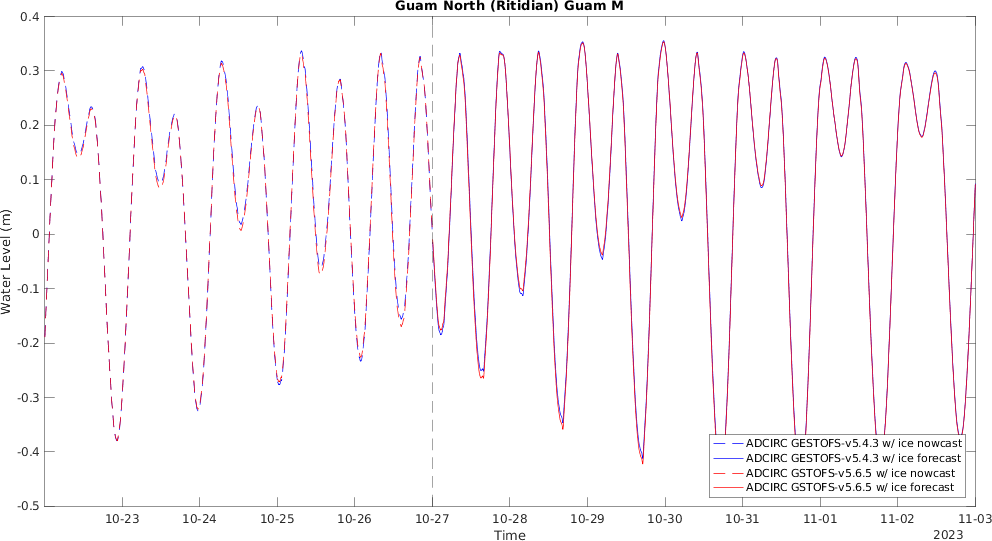 Guam North (Ritidian) Guam M
0.4
0.3
0.2
0.1
0
-0.1
-0.2
-0.3
-0.4
-0.5
Water Level (m)
ADCIRC GESTOFS-v5.4.3 w/ ice nowcast
ADCIRC GESTOFS-v5.4.3 w/ ice forecast
ADCIRC GSTOFS-v5.6.5 w/ ice nowcast
ADCIRC GSTOFS-v5.6.5 w/ ice forecast
10-23 10-24 10-25 10-26 10-27 10-28 10-29 10-30 10-31 11-01 11-02 11-03
Time
2023